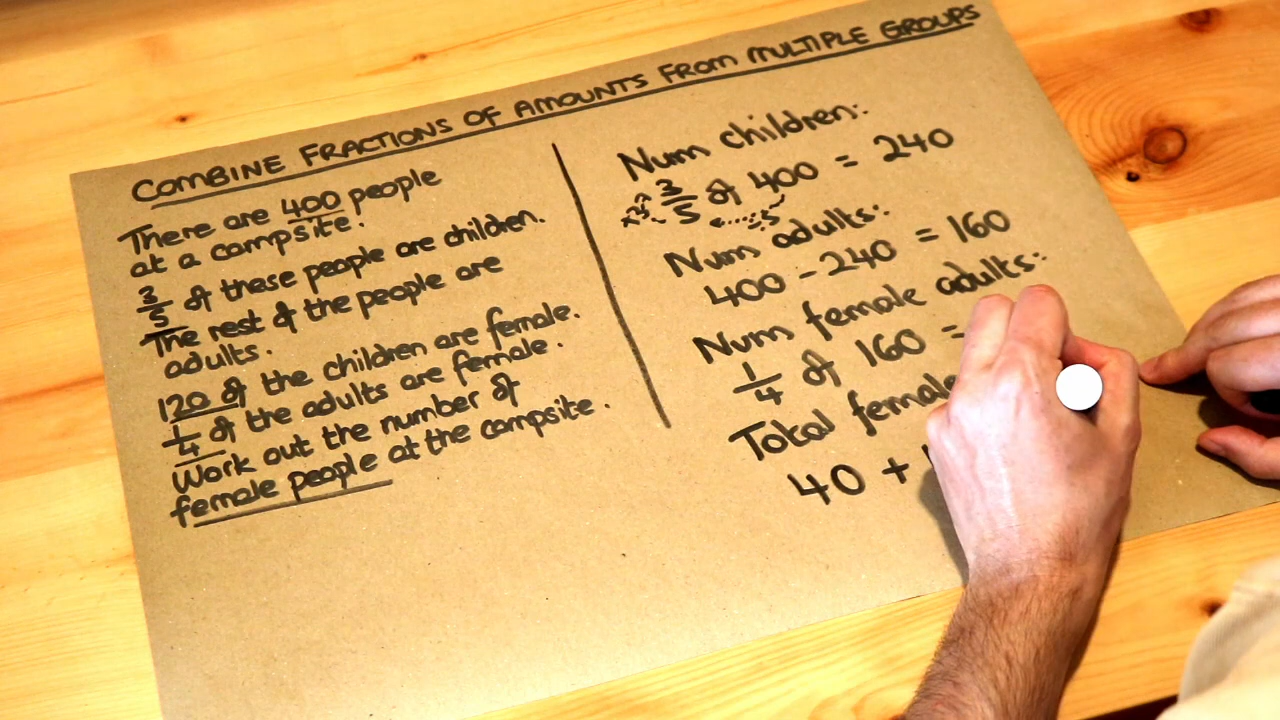 COMBINE FRACTIONS OF AMOUNTS FROM MULTIPLE GROUPS
There are 400 people
at a campsite.
3/5 of these people are children.
The rest of the people are
adults.
120 of the children are female.
1/4 of the adults are female.
Work out the number of
female people at the campsite.
Num children:
3/5 of 400 = 240
÷5
Num adults:
400 - 240 = 160
Num female adults:
1/4 of 160 =
Total female
40 +